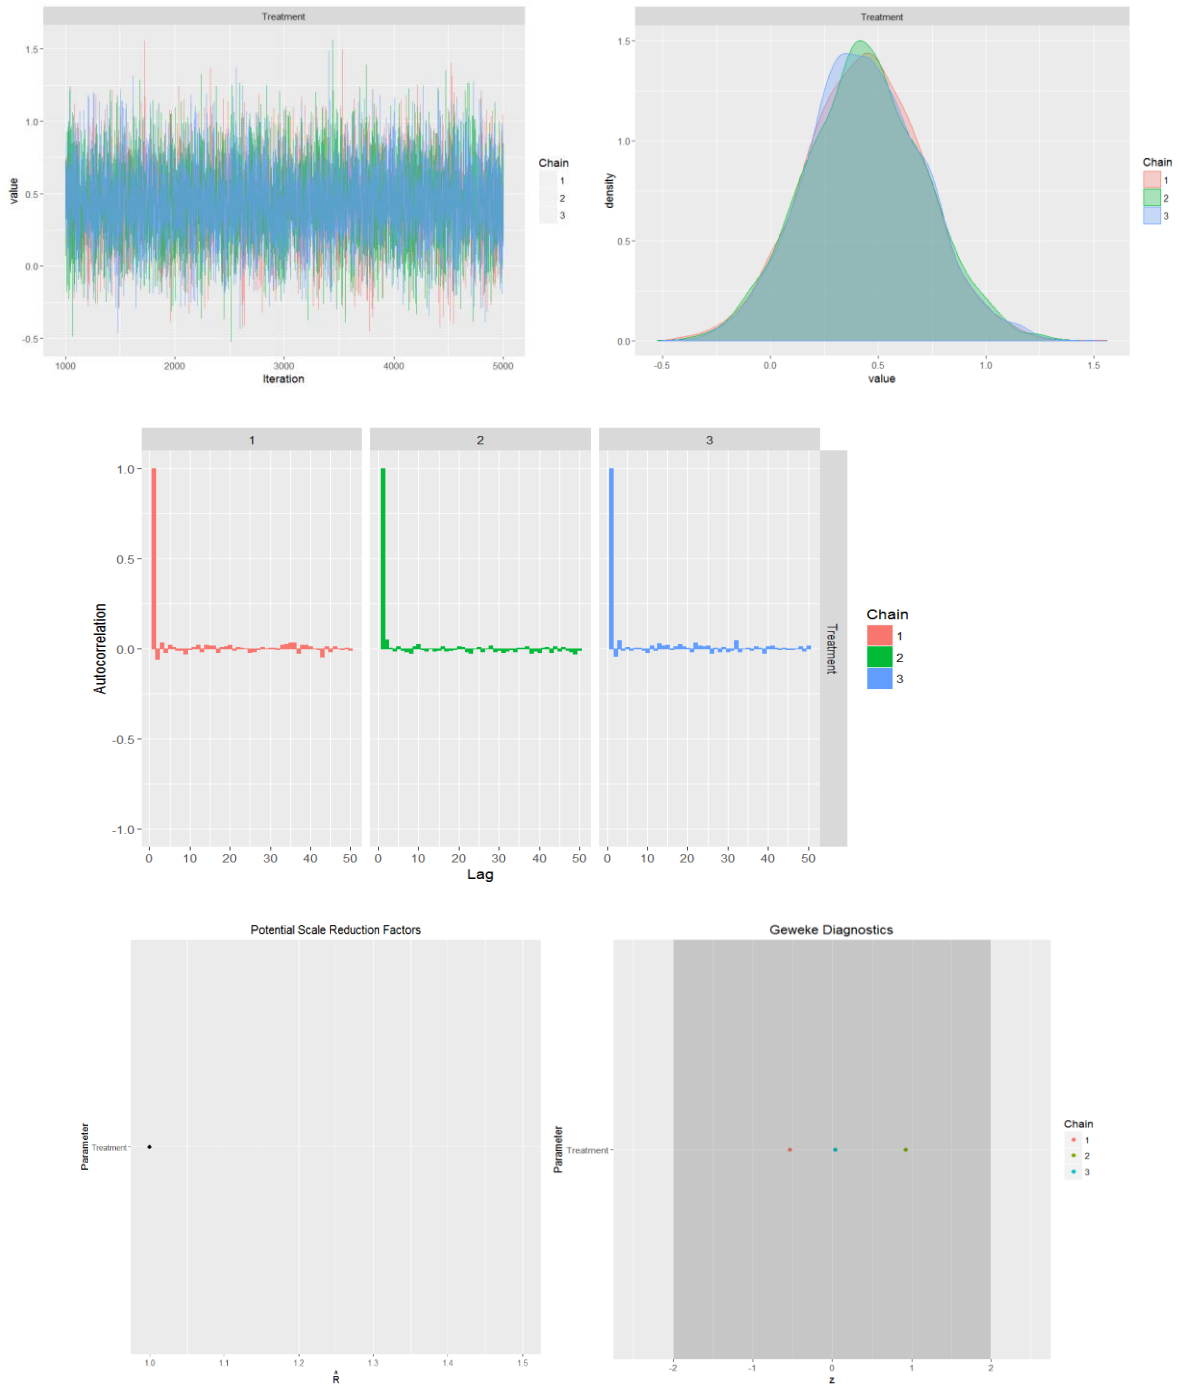 Treatment
value
1.5
1.0
0.5
0.0
-0.5
1000 2000 3000 4000 5000
Iteration
Chain
1
2
3
Treatment
density
1.5
1.0
0.5
0.0
-0.5 0.0 0.5 1.0 1.5
value
Chain
1
2
3
1 2 3
Autocorrelation
1.0
0.5
0.0
-0.5
-1.0
0 10 20 30 40 50 0 10 20 30 40 50 0 10 20 30 40 50
Lag
Treatment
Chain
1
2
3
Potential Scale Reduction Factors
Parameter
Treatment
1.0 1.1 1.2 1.3 1.4 1.5
R̂
Geweke Diagnostics
Parameter
Treatment
-2 -1 0 1 2
z
Chain
1
2
3